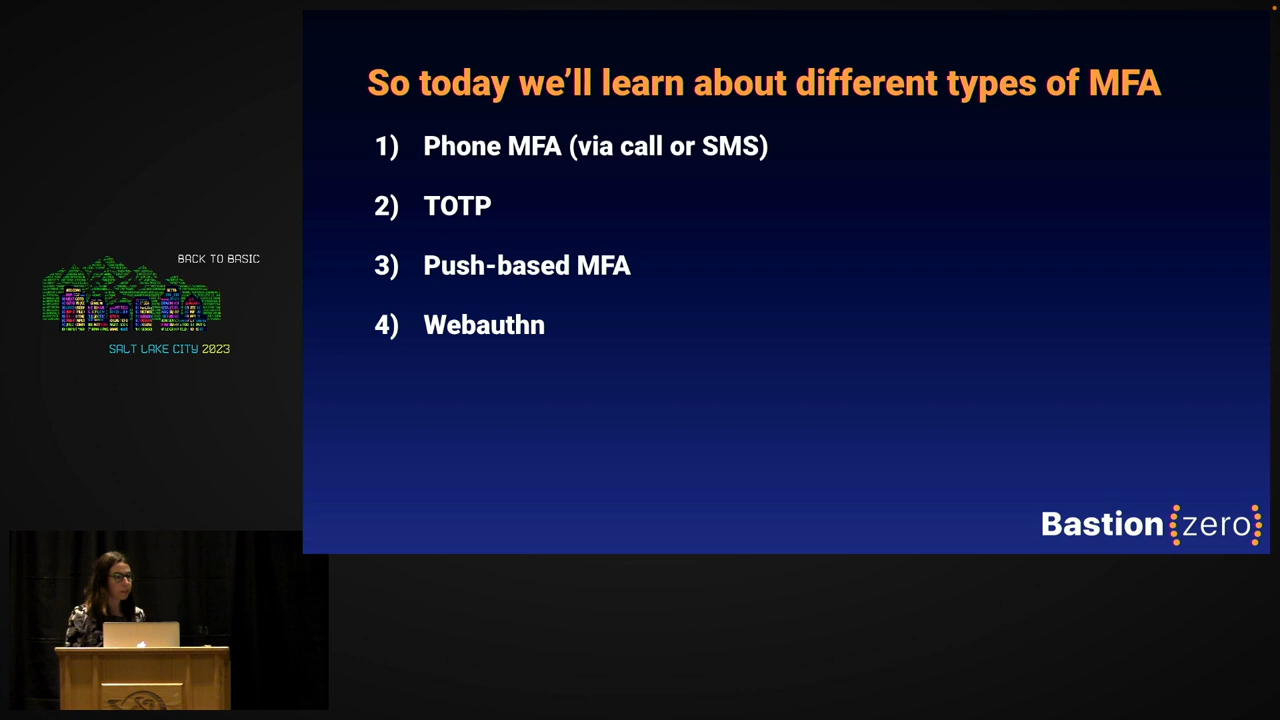 So today we'll learn about different types of MFA
1) Phone MFA (via call or SMS)
2) TOTP
3) Push-based MFA
4) Webauthn
BACK TO BASIC
SALT LAKE CITY 2023
Bastion{zero}